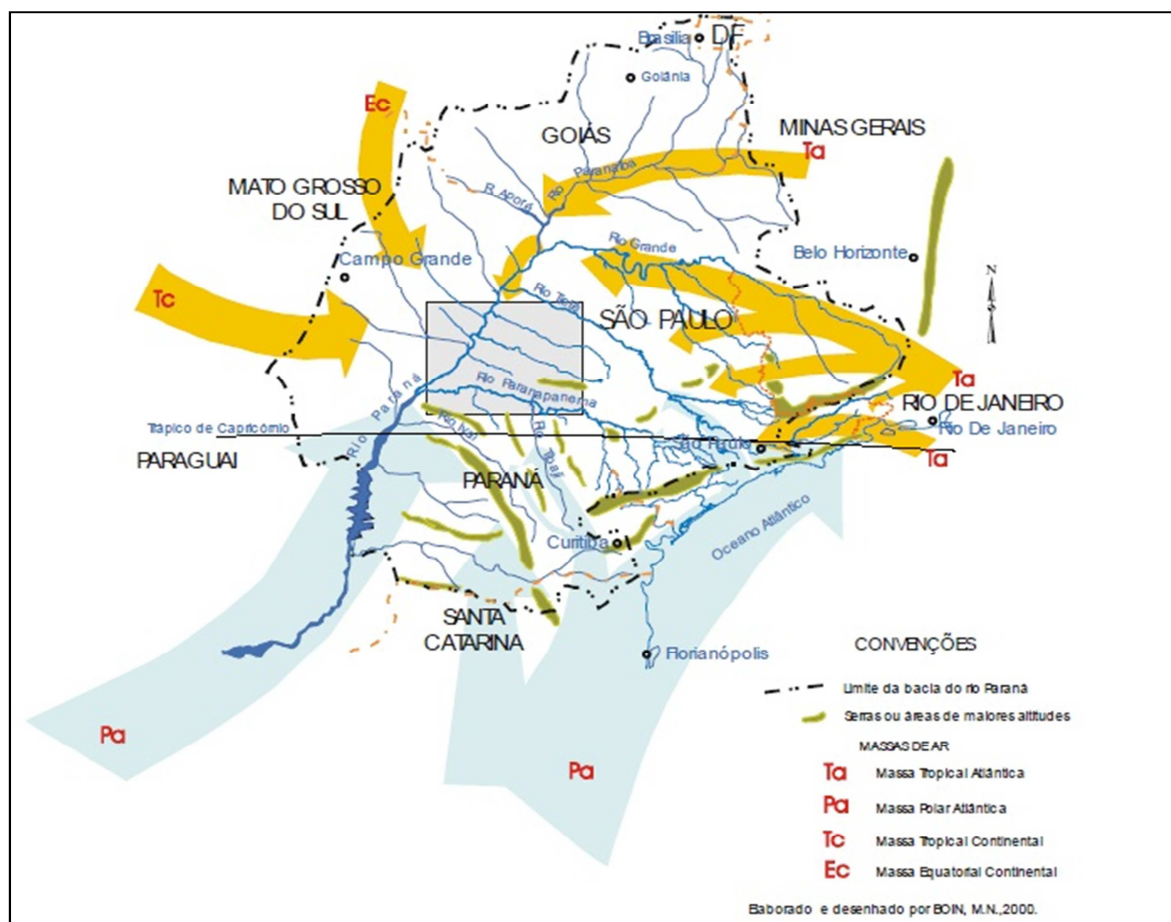 Brasilia
DF
Goiânia
Ec
GOIÁS
MINAS GERAIS
Ta
Rio Paranaíba
MATO GROSSO
DO SUL
R. Aporé
Rio Grande
Belo Horizonte
Campo Grande
N
Tc
Rio Tietê
SÃO PAULO
Ta
Rio Paraná
Rio Paranapanema
RIO DE JANEIRO
Rio De Janeiro
Trópico de Capricórnio
Rio Ivaí
São Paulo
Ta
PARAGUAI
PARANÁ
Oceano Atlântico
Curitiba
SANTA
CATARINA
Florianópolis
CONVENÇÕES
Limite da bacia do rio Paraná
Serras ou áreas de maiores altitudes
Pa
Pa
MASSAS DE AR
Ta Massa Tropical Atlântica
Pa Massa Polar Atlântica
Tc Massa Tropical Continental
Ec Massa Equatorial Continental
Elaborado e desenhado por BOIN, M.N.,2000.